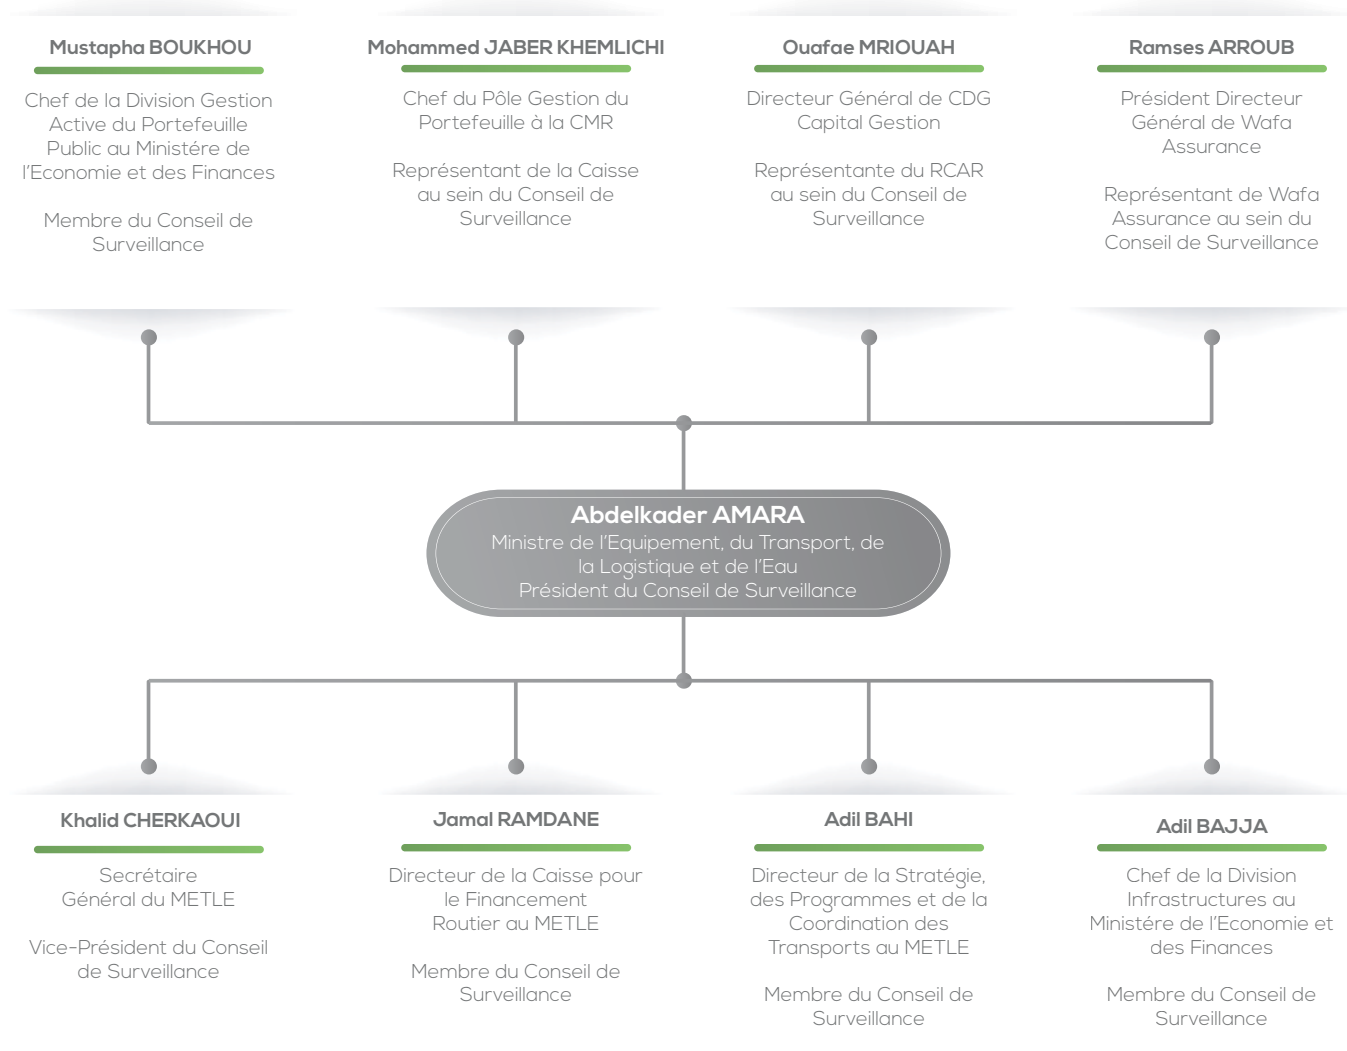 Mustapha BOUKHOU
Chef de la Division Gestion
Active du Portefeuille
Public au Ministére de
l'Economie et des Finances
Membre du Conseil de
Surveillance
Mohammed JABER KHEMLICHI
Chef du Pôle Gestion du
Portefeuille à la CMR
Représentant de la Caisse
au sein du Conseil de
Surveillance
Ouafae MRIOUAH
Directeur Général de CDG
Capital Gestion
Représentante du RCAR
au sein du Conseil de
Surveillance
Ramses ARROUB
Président Directeur
Général de Wafa
Assurance
Représentant de Wafa
Assurance au sein du
Conseil de Surveillance
Abdelkader AMARA
Ministre de l'Equipement, du Transport, de
la Logistique et de l'Eau
Président du Conseil de Surveillance
Khalid CHERKAOUI
Secrétaire
Général du METLE
Vice-Président du Conseil
de Surveillance
Jamal RAMDANE
Directeur de la Caisse pour
le Financement
Routier au METLE
Membre du Conseil de
Surveillance
Adil BAHI
Directeur de la Stratégie,
des Programmes et de la
Coordination des
Transports au METLE
Membre du Conseil de
Surveillance
Adil BAJJA
Chef de la Division
Infrastructures au
Ministére de l'Economie et
des Finances
Membre du Conseil de
Surveillance